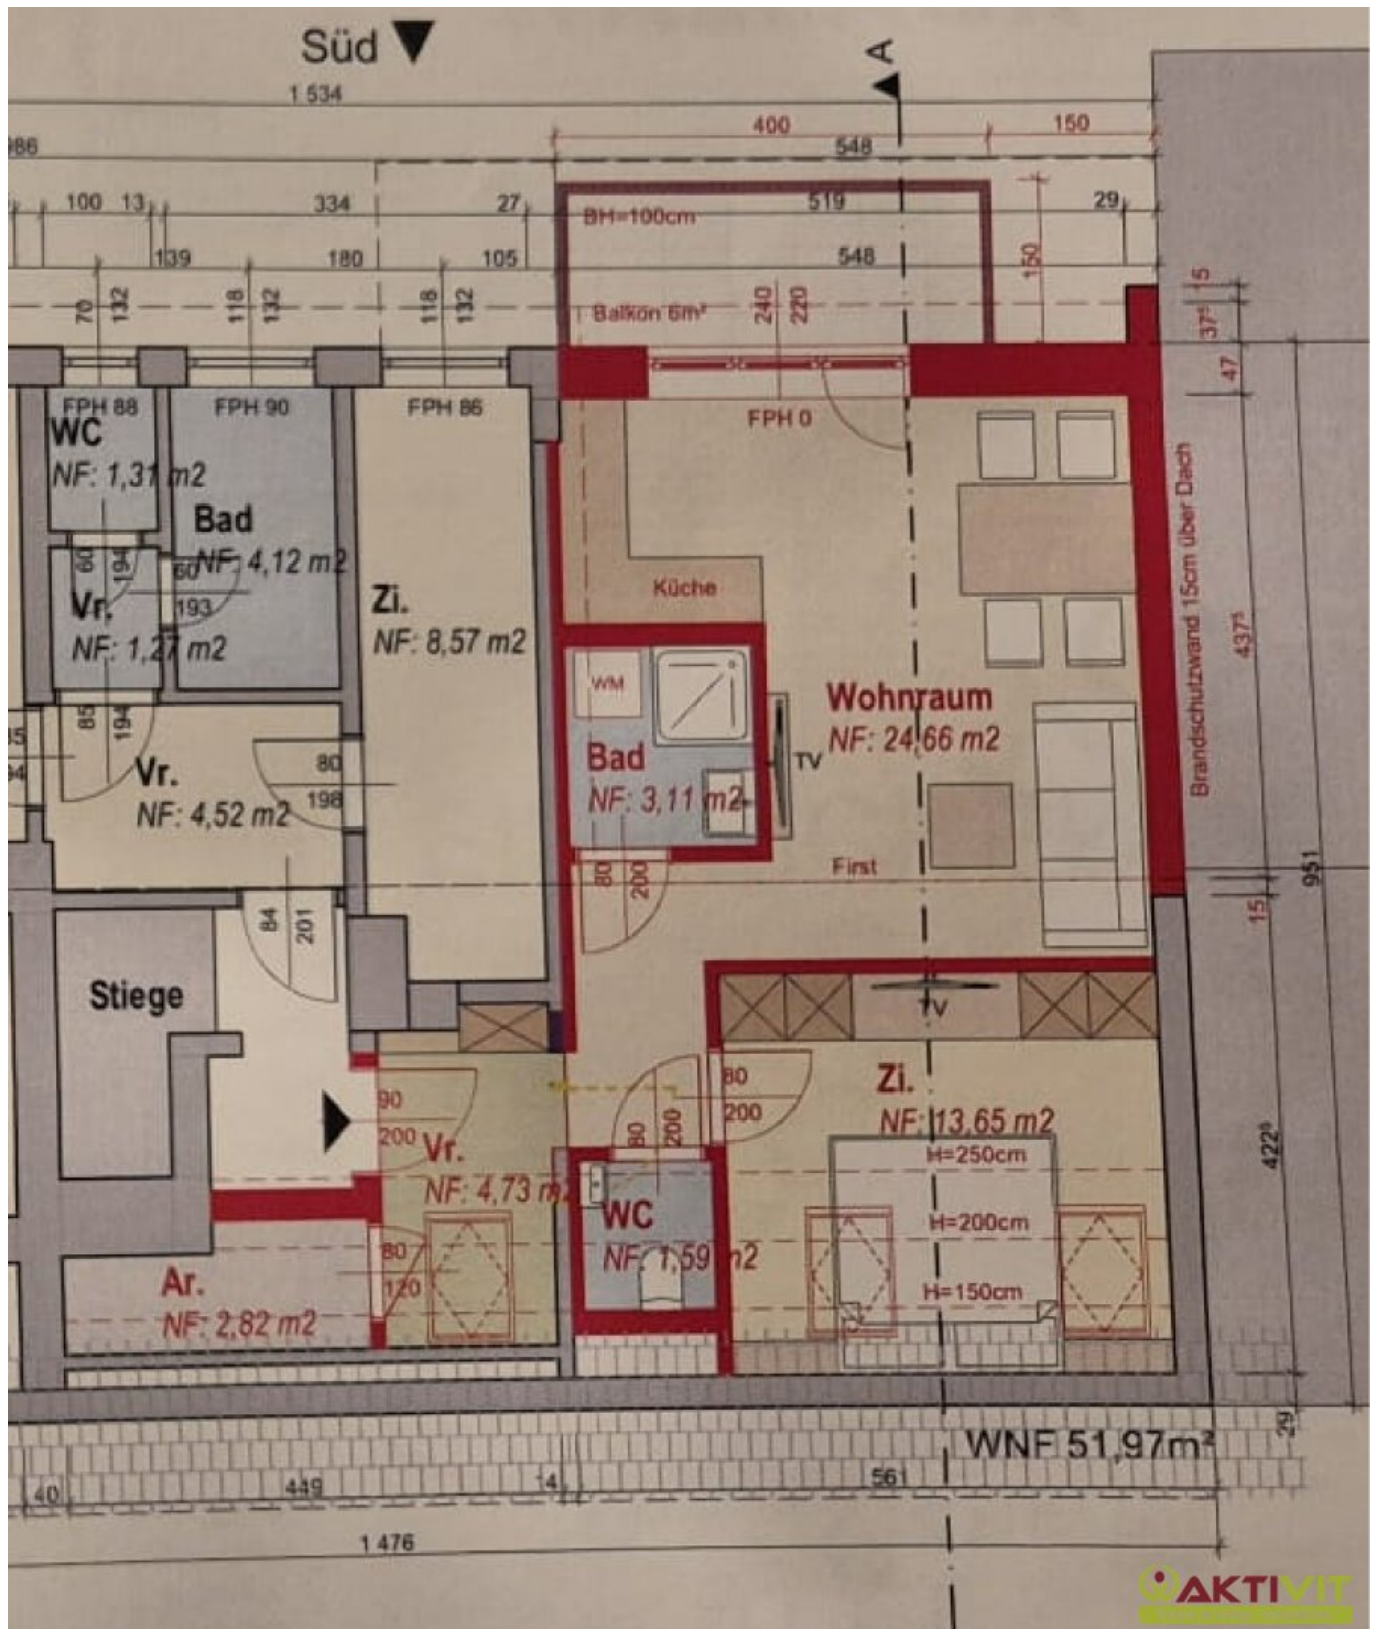 Süd
A
1 534
400
150
986
548
100
13
334
27
519
29
BH=100cm
139
180
105
548
150
15
70
132
118
132
118
132
Balkon 6m²
240
220
37⁵
47
FPH 88
FPH 90
FPH 86
FPH 0
WC
NF: 1,31 m2
Bad
NF: 4,12 m2
60
194
60
193
Küche
Brandschutzwand 15cm über Dach
437⁵
Vr.
NF: 1,27 m2
Zi.
NF: 8,57 m2
WM
Wohnraum
NF: 24,66 m2
85
194
80
198
Bad
NF: 3,11 m2
TV
Vr.
NF: 4,52 m2
80
200
First
951
15
84
201
Stiege
TV
90
200
80
200
80
200
Zi.
NF: 13,65 m2
H=250cm
422⁵
Vr.
NF: 4,73 m2
WC
NF: 1,59 m2
H=200cm
80
120
Ar.
NF: 2,82 m2
H=150cm
WNF 51,97m²
29
40
449
14
561
1 476
AKTIVIT